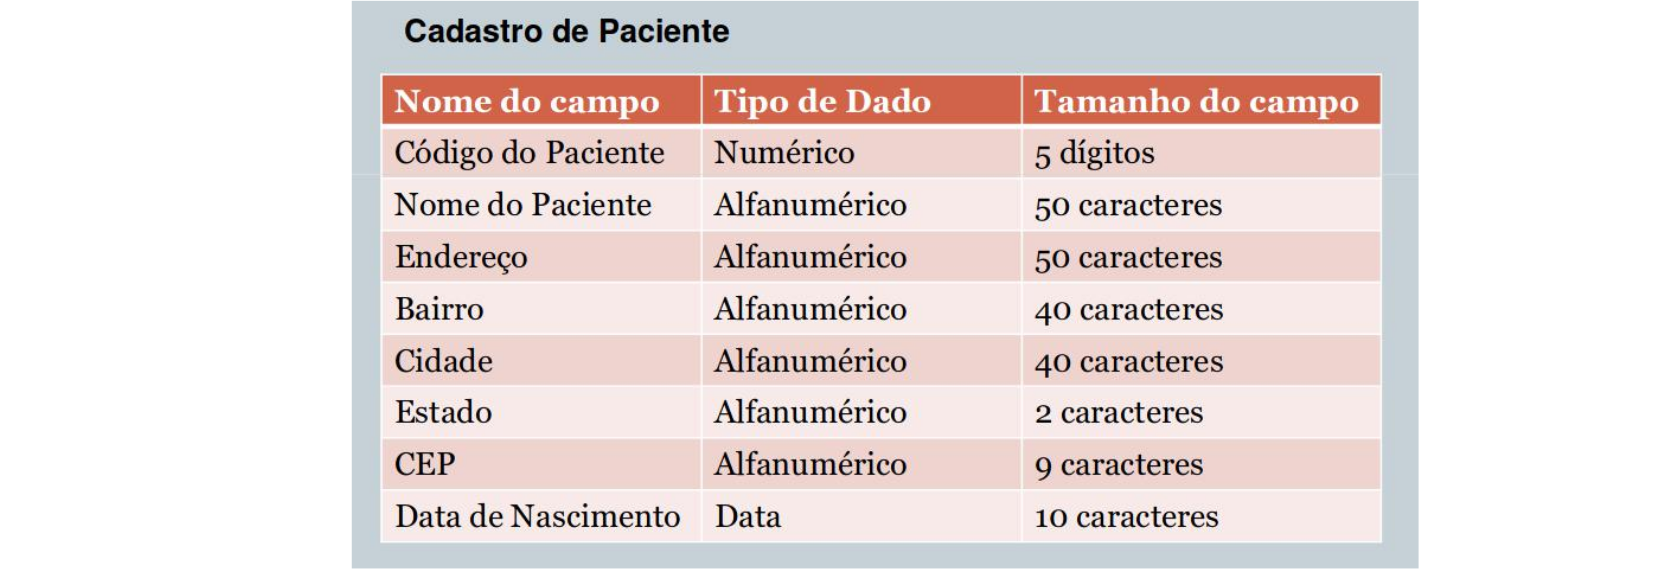 Cadastro de Paciente
Nome do campo Tipo de Dado Tamanho do campo
Código do Paciente Numérico 5 dígitos
Nome do Paciente Alfanumérico 50 caracteres
Endereço Alfanumérico 50 caracteres
Bairro Alfanumérico 40 caracteres
Cidade Alfanumérico 40 caracteres
Estado Alfanumérico 2 caracteres
CEP Alfanumérico 9 caracteres
Data de Nascimento Data 10 caracteres